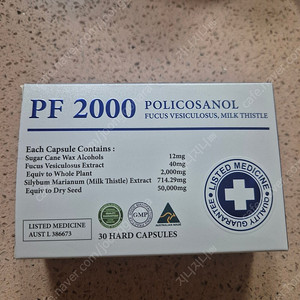 PF 2000
POLICOSANOL
FUCUS VESICULOSUS, MILK THISTLE
Each Capsule Contains :
Sugar Cane Wax Alcohols 12mg
Fucus Vesiculosus Extract 40mg
Equiv to Whole Plant 2,000mg
Silybum Marianum (Milk Thistle) Extract 714.29mg
Equiv to Dry Seed 50,000mg
LISTED MEDICINE
QUALITY GUARANTEE
GMP
LISTED MEDICINE
AUST L 386673
30 HARD CAPSULES